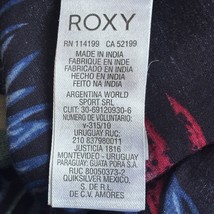 ROXY
RN 114199 CA 52199
MADE IN INDIA
FABRIQUE EN INDE
FABRICADO EN INDIA
HECHO EN INDIA
FEITO NA INDIA
ARGENTINA WORLD
SPORT SRL
CUIT: 30-69120930-6
NUMERO DE VOLUNTARIO:
v-315/10
URUGUAY RUC:
210 837980011
JUSTICIA 1816
MONTEVIDEO - URUGUAY
PARAGUAY: GUATA PORA S.A.
RUC 80050373-2
QUIKSILVER MEXICO,
S. DE R.L.
DE C.V. AMORES